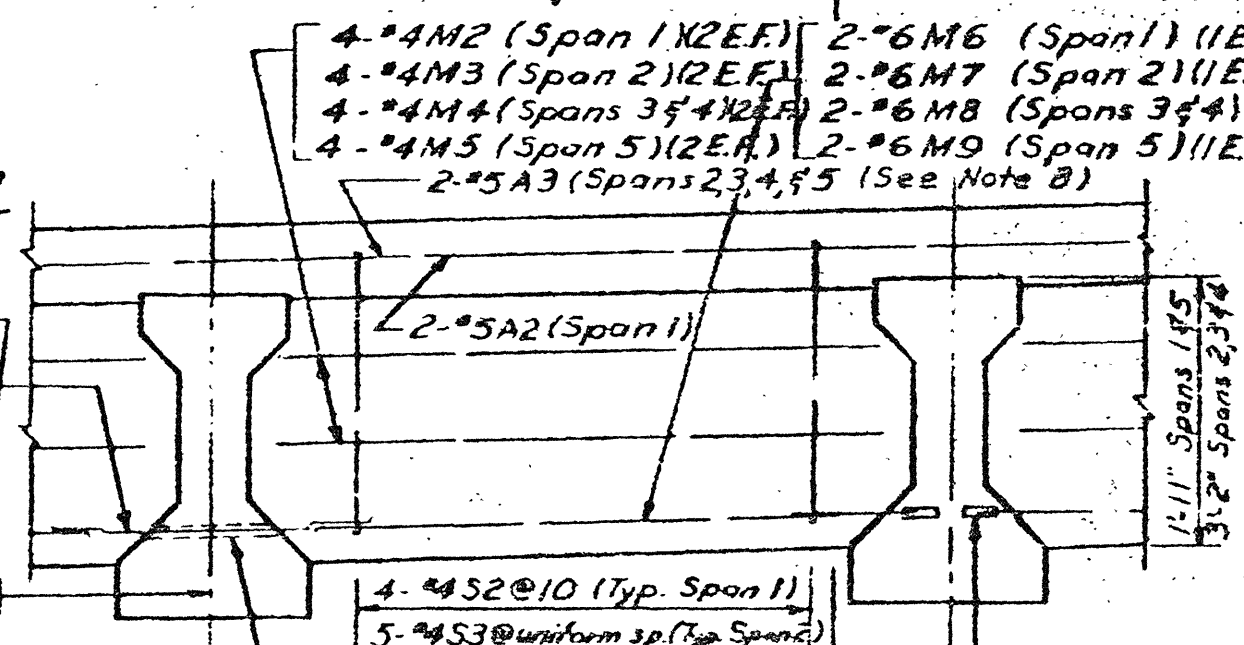 4-#4M2 (Span 1)(2E.F.)
4-#4M3 (Span 2)(2E.F.)
4-#4M4 (Spans 3&4)(2E.F.)
4-#4M5 (Span 5)(2E.F.)
2-#6M6 (Span 1) (1E
2-#6M7 (Span 2)(1E.
2-#6M8 (Spans 3&4)
2-#6M9 (Span 5)(1E.
2-#5A3 (Spans 2,3,4,&5 (See Note 8)
2-#5A2 (Span 1)
1'-11" Spans 1&5
3'-2" Spans 2,3&4
4-#4S2@10 (Typ. Span 1)
5-#4S3@uniform sp.(Typ. Span 2)